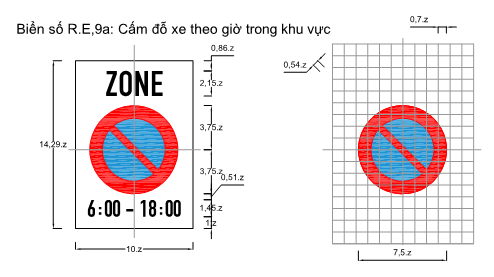 Biển số R.E,9a: Cấm đỗ xe theo giờ trong khu vực
0,7.z
0,86.z
0,54.z
ZONE
2,15.z
3,75.z
14,29.z
3,75.z
0,51.z
6:00 - 18:00
1,45.z
1.z
10.z
7,5.z